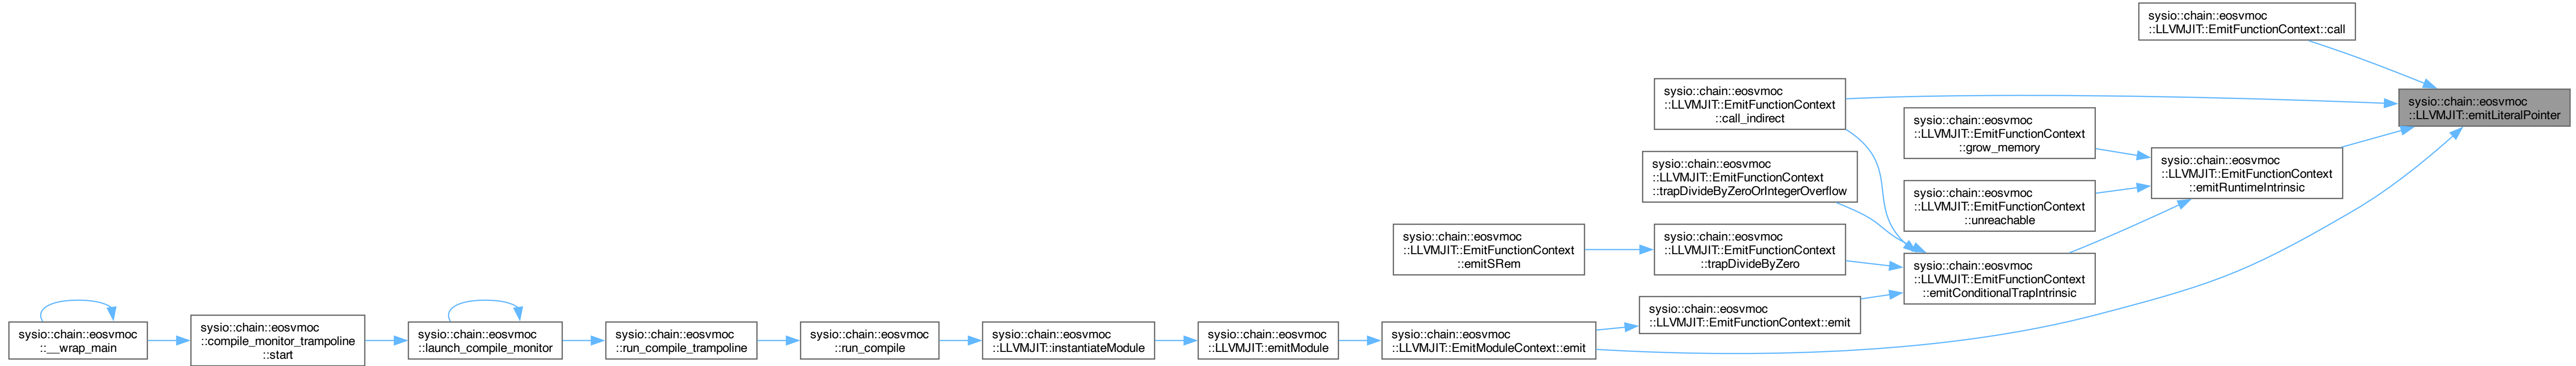 sysio::chain::eosvmoc
::LLVMJIT::EmitFunctionContext::call
sysio::chain::eosvmoc
::LLVMJIT::EmitFunctionContext
::call_indirect
sysio::chain::eosvmoc
::LLVMJIT::emitLiteralPointer
sysio::chain::eosvmoc
::LLVMJIT::EmitFunctionContext
::grow_memory
sysio::chain::eosvmoc
::LLVMJIT::EmitFunctionContext
::trapDivideByZeroOrIntegerOverflow
sysio::chain::eosvmoc
::LLVMJIT::EmitFunctionContext
::emitRuntimeIntrinsic
sysio::chain::eosvmoc
::LLVMJIT::EmitFunctionContext
::unreachable
sysio::chain::eosvmoc
::LLVMJIT::EmitFunctionContext
::emitSRem
sysio::chain::eosvmoc
::LLVMJIT::EmitFunctionContext
::trapDivideByZero
sysio::chain::eosvmoc
::LLVMJIT::EmitFunctionContext
::emitConditionalTrapIntrinsic
sysio::chain::eosvmoc
::LLVMJIT::EmitFunctionContext::emit
sysio::chain::eosvmoc
::__wrap_main
sysio::chain::eosvmoc
::compile_monitor_trampoline
::start
sysio::chain::eosvmoc
::launch_compile_monitor
sysio::chain::eosvmoc
::run_compile_trampoline
sysio::chain::eosvmoc
::run_compile
sysio::chain::eosvmoc
::LLVMJIT::instantiateModule
sysio::chain::eosvmoc
::LLVMJIT::emitModule
sysio::chain::eosvmoc
::LLVMJIT::EmitModuleContext::emit